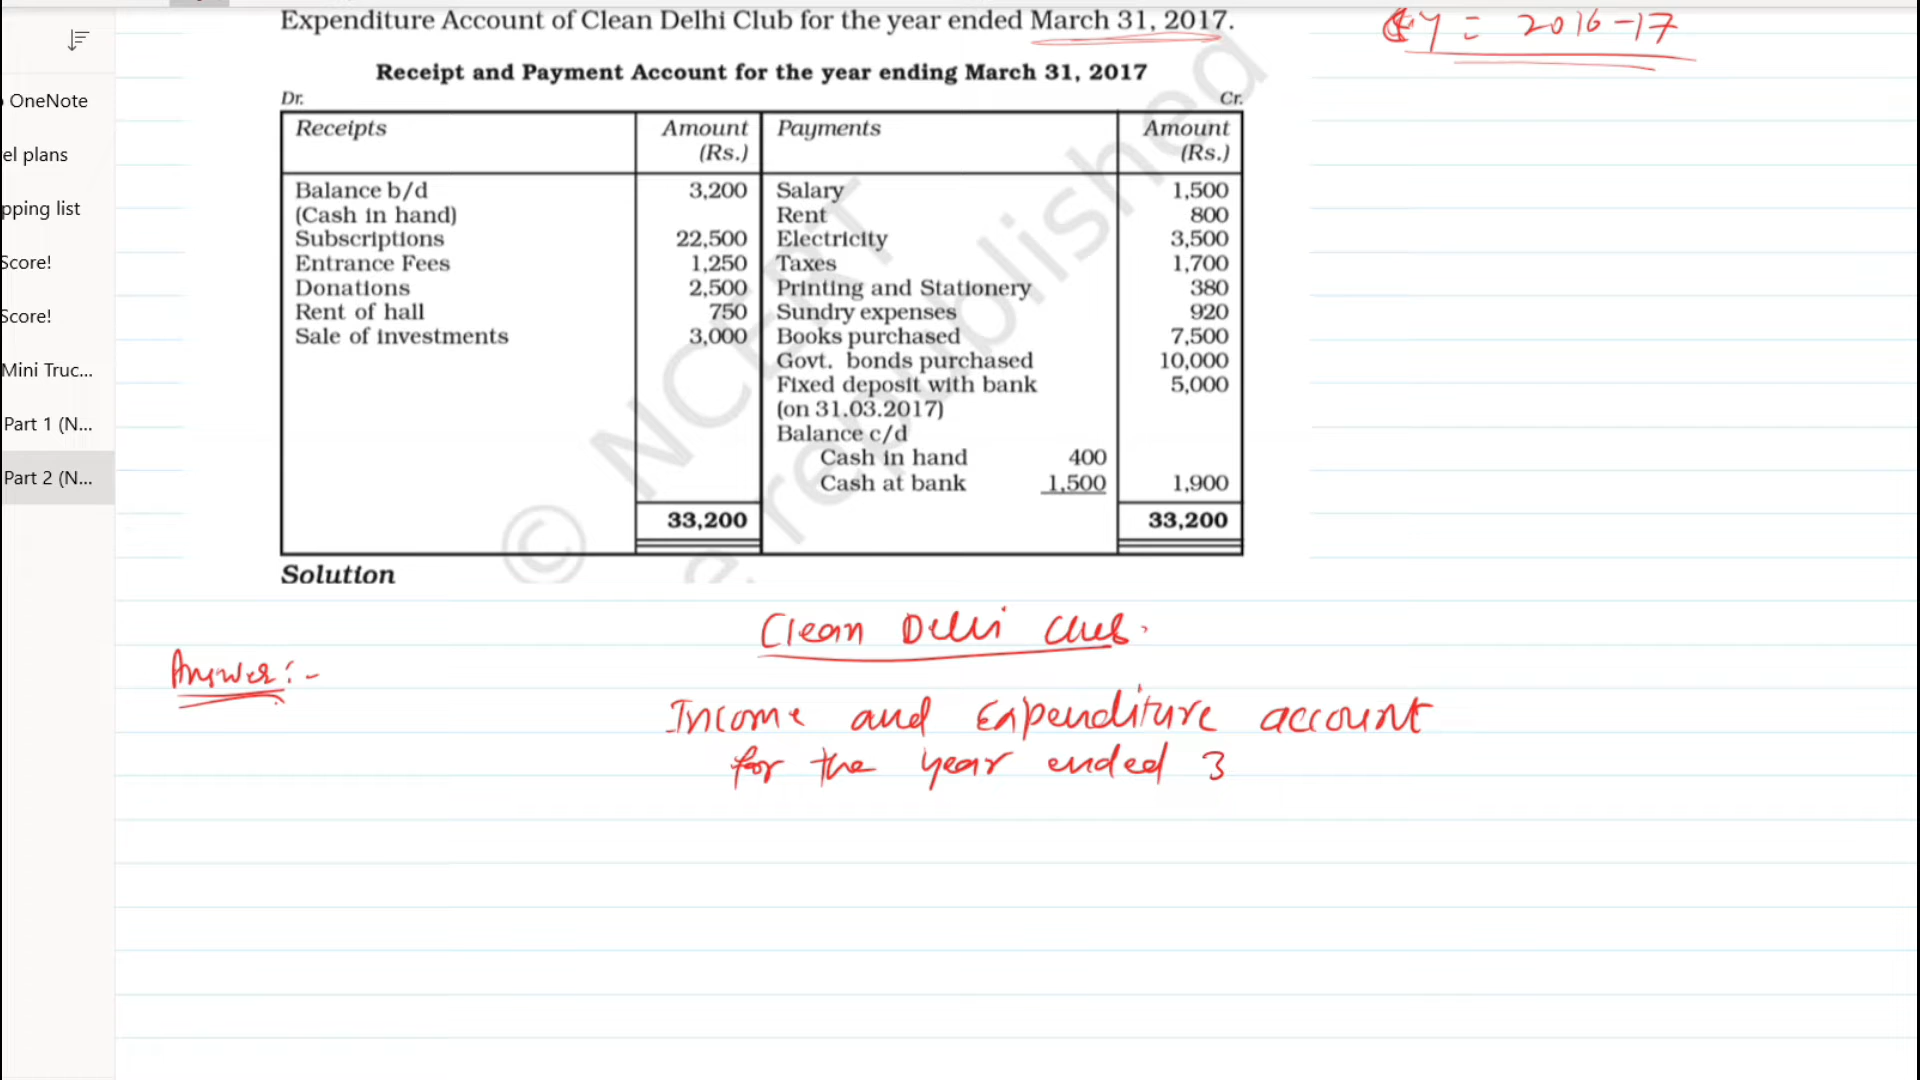 Expenditure Account of Clean Delhi Club for the year ended March 31, 2017.
CY = 2016-17
Receipt and Payment Account for the year ending March 31, 2017
Dr. Cr.
Receipts Amount (Rs.) Payments Amount (Rs.)
Balance b/d 3,200 Salary 1,500
(Cash in hand) Rent 800
Subscriptions 22,500 Electricity 3,500
Entrance Fees 1,250 Taxes 1,700
Donations 2,500 Printing and Stationery 380
Rent of hall 750 Sundry expenses 920
Sale of investments 3,000 Books purchased 7,500
Govt. bonds purchased 10,000
Fixed deposit with bank 5,000
(on 31.03.2017)
Balance c/d
Cash in hand 400
Cash at bank 1,500 1,900
33,200 33,200
© NCERT
republished
Solution
Clean Delhi Club.
Answer:-
Income and Expenditure account
for the year ended 3
OneNote
el plans
pping list
Score!
Score!
Mini Truc...
Part 1 (N...
Part 2 (N...